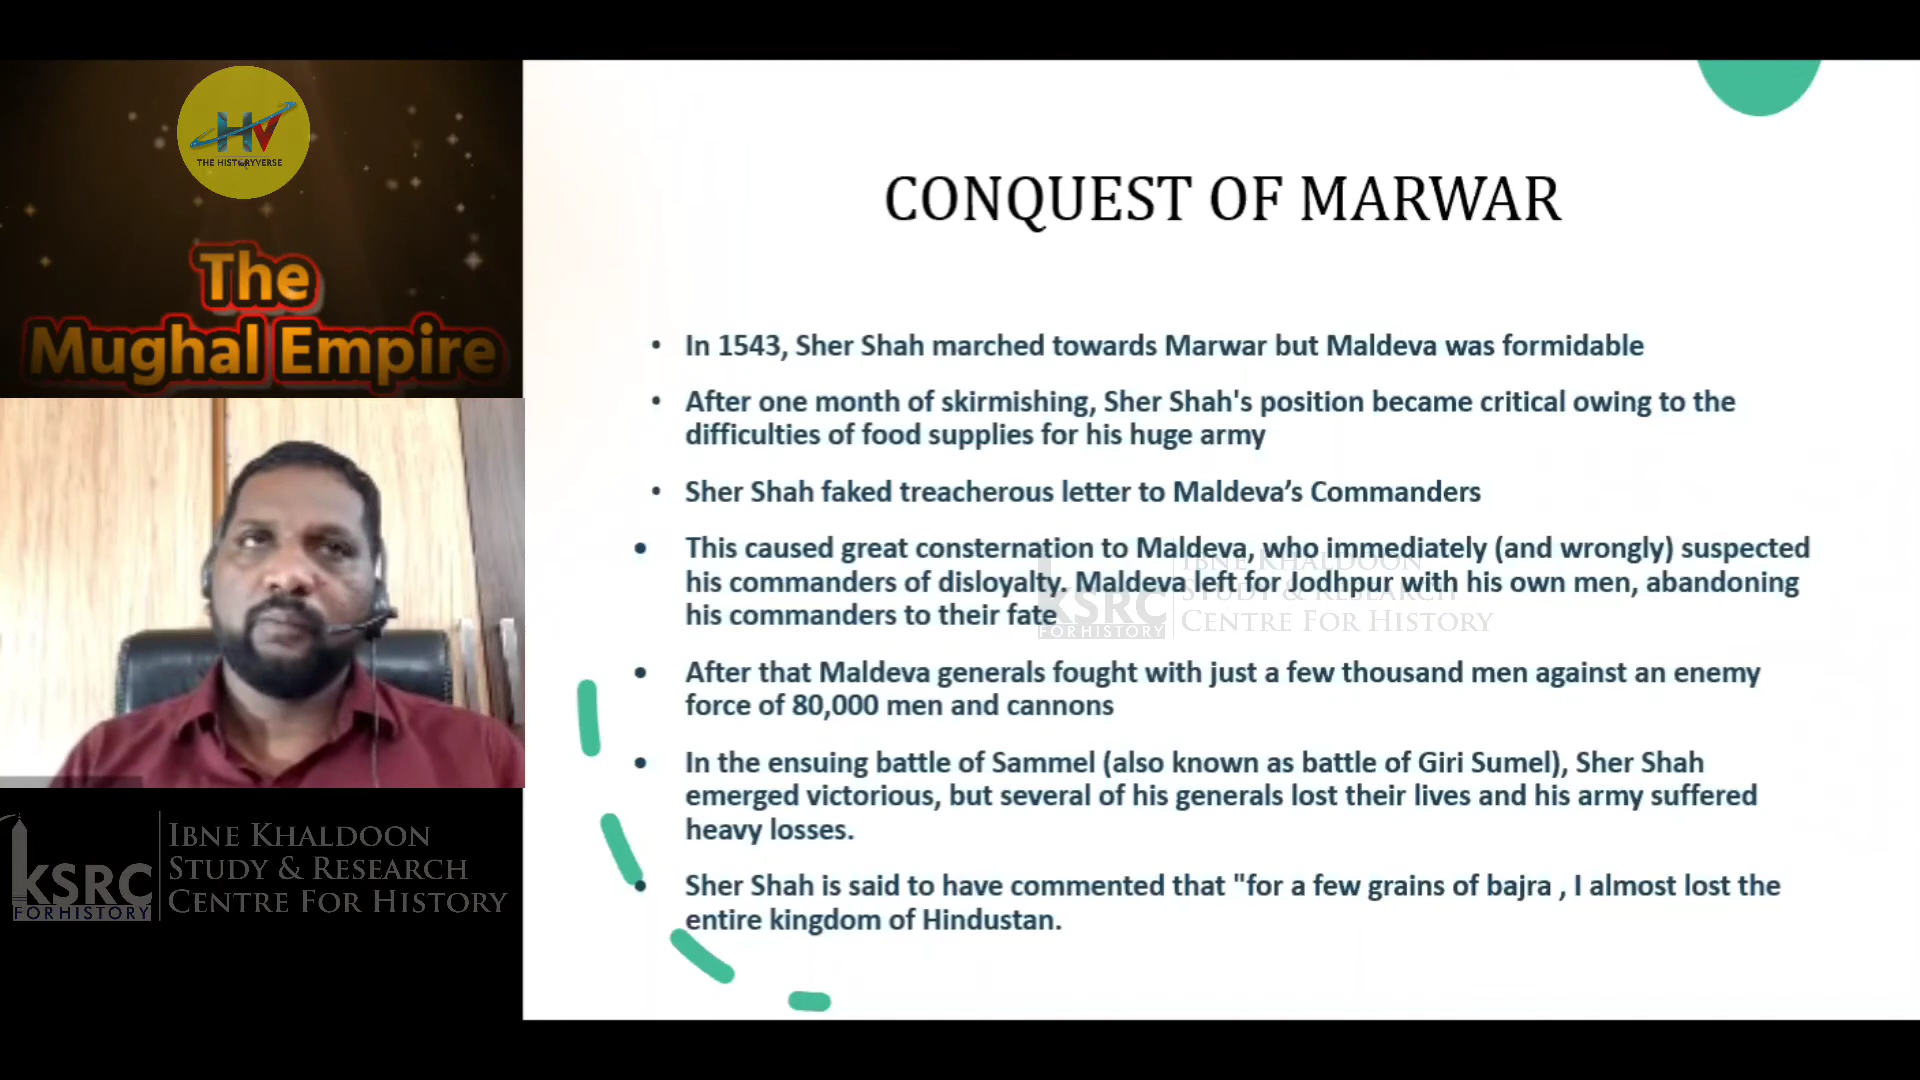 HV
THE HISTORYVERSE
The
Mughal Empire
KSRC
FORHISTORY
IBNE KHALDOON
STUDY & RESEARCH
CENTRE FOR HISTORY
CONQUEST OF MARWAR
• In 1543, Sher Shah marched towards Marwar but Maldeva was formidable
• After one month of skirmishing, Sher Shah's position became critical owing to the
difficulties of food supplies for his huge army
• Sher Shah faked treacherous letter to Maldeva’s Commanders
• This caused great consternation to Maldeva, who immediately (and wrongly) suspected
his commanders of disloyalty. Maldeva left for Jodhpur with his own men, abandoning
his commanders to their fate
• After that Maldeva generals fought with just a few thousand men against an enemy
force of 80,000 men and cannons
• In the ensuing battle of Sammel (also known as battle of Giri Sumel), Sher Shah
emerged victorious, but several of his generals lost their lives and his army suffered
heavy losses.
• Sher Shah is said to have commented that "for a few grains of bajra , I almost lost the
entire kingdom of Hindustan.
KSRC
FORHISTORY
IBNE KHALDOON
STUDY & RESEARCH
CENTRE FOR HISTORY